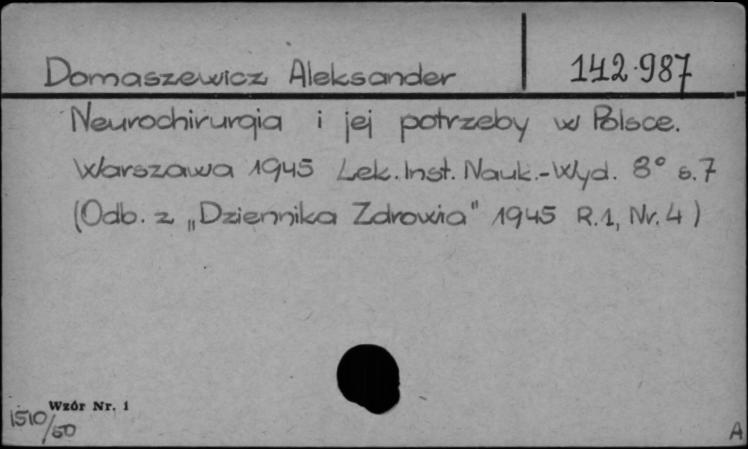 Domaszewicz Aleksander 142.987
Neurochirurgia i jej potrzeby w Polsce.
Warszawa 1945 Lek. Inst. Nauk.-Wyd. 8° s. 7
(Odb. z „Dziennika Zdrowia" 1945 R.1, Nr. 4)
Wzór Nr. 1
1510/50
A